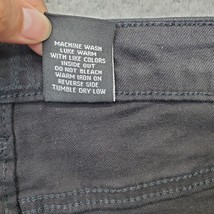 MACHINE WASH
LUKE WARM
WITH LIKE COLORS
INSIDE OUT
DO NOT BLEACH
WARM IRON ON
REVERSE SIDE
TUMBLE DRY LOW